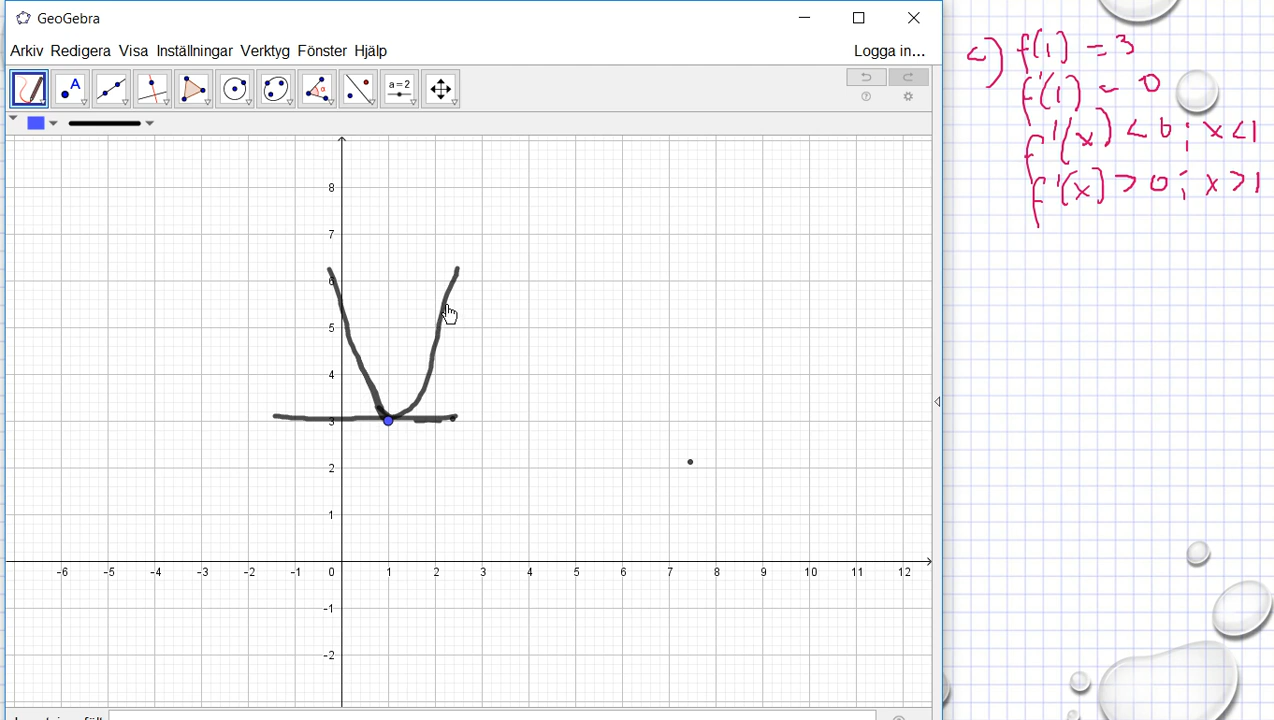 GeoGebra
Arkiv Redigera Visa Inställningar Verktyg Fönster Hjälp Logga in...
A α a=2
c) f(1) = 3
f'(1) = 0
f'(x) < 0 ; x < 1
f'(x) > 0 ; x > 1
8
7
6
5
4
3
2
1
-6 -5 -4 -3 -2 -1 0 1 2 3 4 5 6 7 8 9 10 11 12
-1
-2